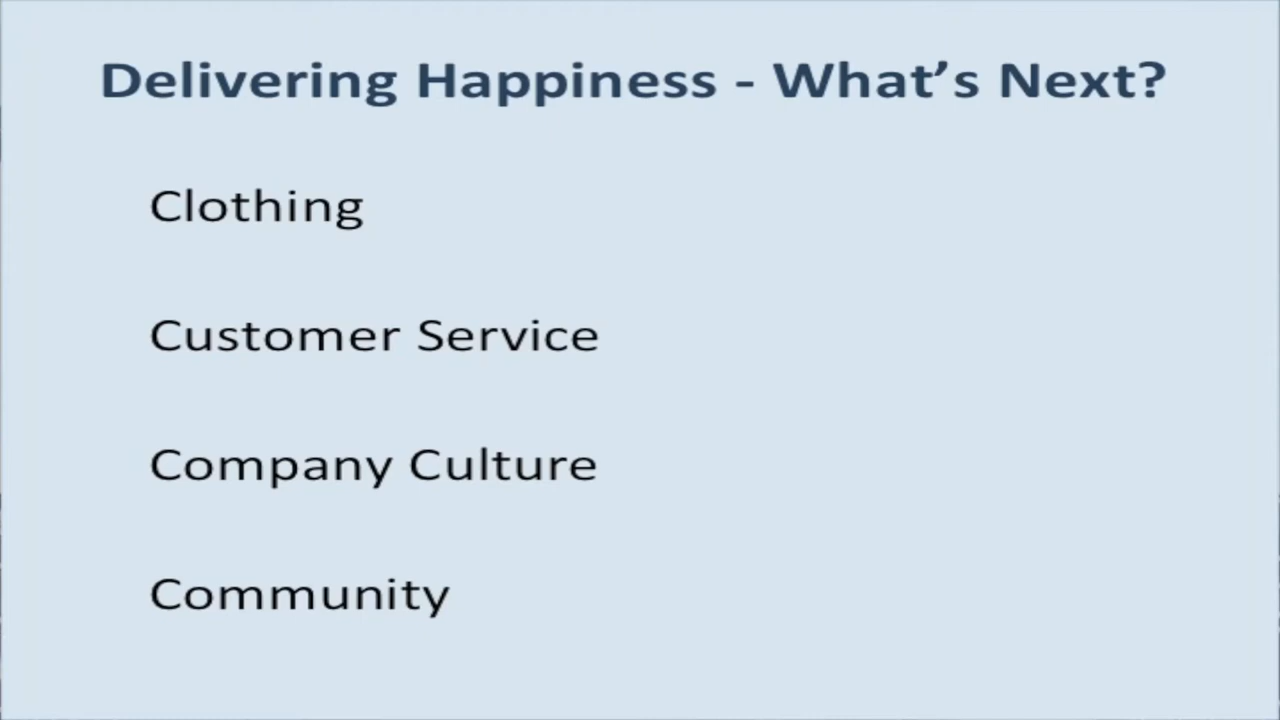 Delivering Happiness - What’s Next?
Clothing
Customer Service
Company Culture
Community